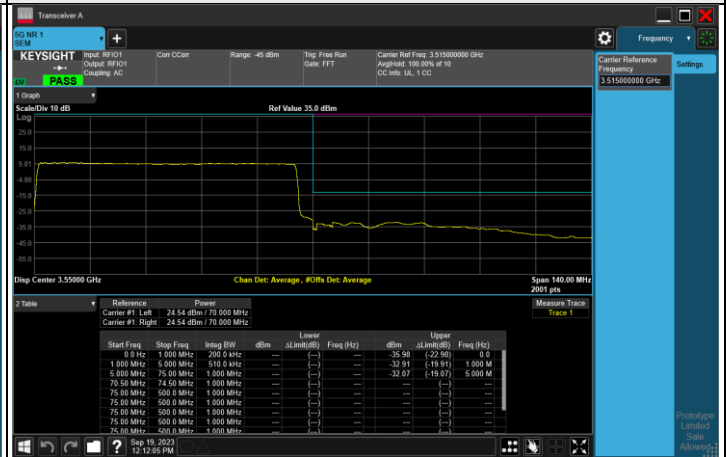 Transceiver A
5G NR 1
SEM
Frequency
KEYSIGHT
PASS
Input: RFIO1
Output: RFIO1
Coupling: AC
Corr CCorr
Range: -45 dBm
Trig: Free Run
Gate: FFT
Carrier Ref Freq: 3.515000000 GHz
Avg|Hold: 100.00% of 10
CC Info: UL, 1 CC
Carrier Reference
Frequency
3.515000000 GHz
Settings
1 Graph
Scale/Div 10 dB
Ref Value 35.0 dBm
Log
25.0
15.0
5.01
-4.99
-15.0
-25.0
-35.0
-45.0
-55.0
Disp Center 3.55000 GHz
Chan Det: Average , #Offs Det: Average
Span 140.00 MHz
2001 pts
2 Table
Reference Power
Carrier #1: Left 24.54 dBm / 70.000 MHz
Carrier #1: Right 24.54 dBm / 70.000 MHz
Measure Trace
Trace 1
Lower Upper
Start Freq Stop Freq Integ BW dBm ΔLimit(dB) Freq (Hz) dBm ΔLimit(dB) Freq (Hz)
0.0 Hz 1.000 MHz 200.0 kHz --- (---) --- -35.98 (-22.98) 0.0
1.000 MHz 5.000 MHz 510.0 kHz --- (---) --- -32.91 (-19.91) 1.000 M
5.000 MHz 75.00 MHz 1.000 MHz --- (---) --- -32.07 (-19.07) 5.000 M
70.50 MHz 74.50 MHz 1.000 MHz --- (---) --- --- (---) ---
75.00 MHz 500.0 MHz 1.000 MHz --- (---) --- --- (---) ---
75.00 MHz 500.0 MHz 1.000 MHz --- (---) --- --- (---) ---
75.00 MHz 500.0 MHz 1.000 MHz --- (---) --- --- (---) ---
75.00 MHz 500.0 MHz 1.000 MHz --- (---) --- --- (---) ---
75.00 MHz 500.0 MHz 1.000 MHz --- (---) --- --- (---) ---
Sep 19, 2023
12:12:05 PM
Prototype
Limited
Sale
Allowed